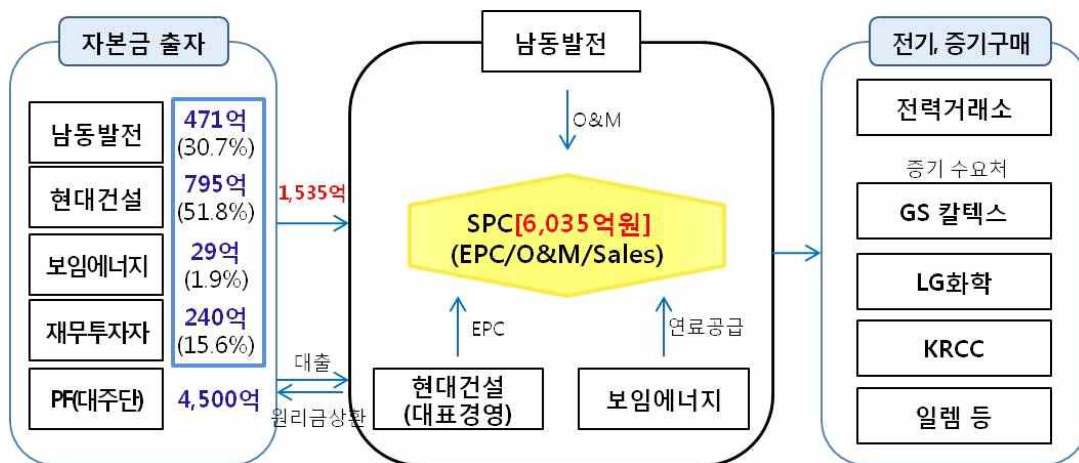 자본금 출자
남동발전
471억
(30.7%)
현대건설
795억
(51.8%)
보임에너지
29억
(1.9%)
재무투자자
240억
(15.6%)
PF(대주단)
4,500억
1,535억
대출
원리금상환
남동발전
O&M
SPC[6,035억원]
(EPC/O&M/Sales)
EPC
연료공급
현대건설
(대표경영)
보임에너지
전기, 증기구매
전력거래소
증기 수요처
GS 칼텍스
LG화학
KRCC
일렘 등